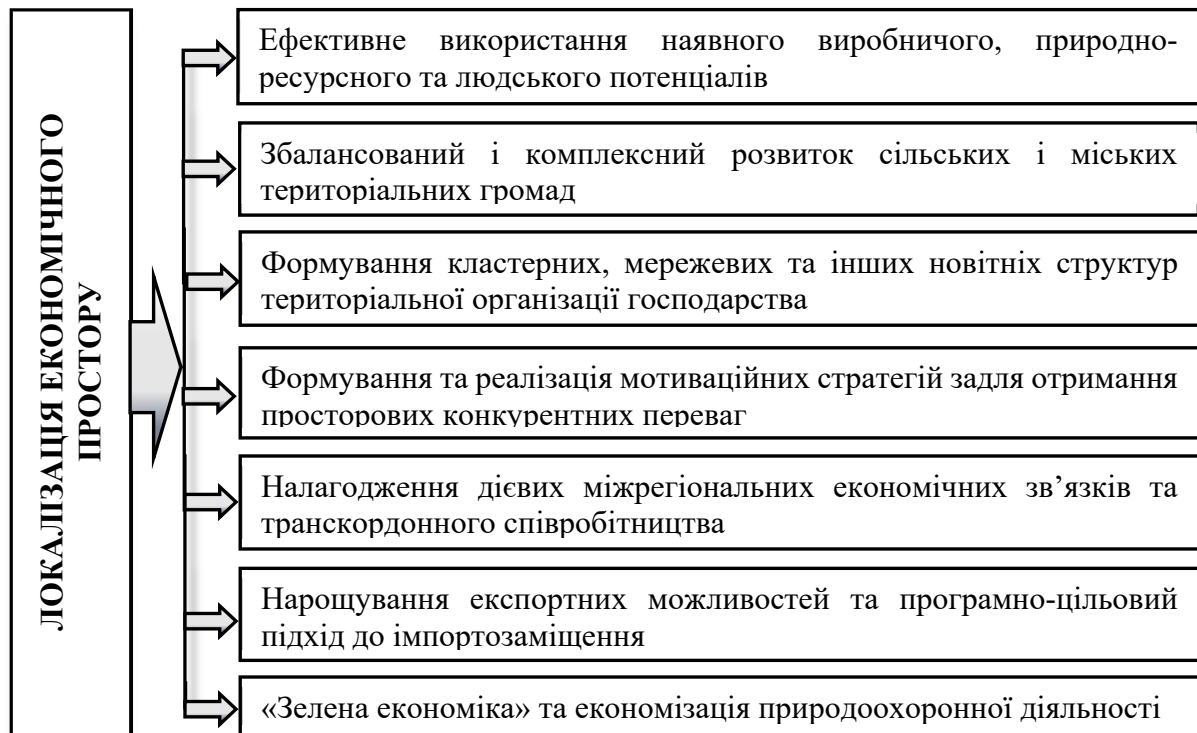 ЛОКАЛІЗАЦІЯ ЕКОНОМІЧНОГО
ПРОСТОРУ
Ефективне використання наявного виробничого, природно-
ресурсного та людського потенціалів
Збалансований і комплексний розвиток сільських і міських
територіальних громад
Формування кластерних, мережевих та інших новітніх структур
територіальної організації господарства
Формування та реалізація мотиваційних стратегій задля отримання
просторових конкурентних переваг
Налагодження дієвих міжрегіональних економічних зв’язків та
транскордонного співробітництва
Нарощування експортних можливостей та програмно-цільовий
підхід до імпортозаміщення
«Зелена економіка» та економізація природоохоронної діяльності